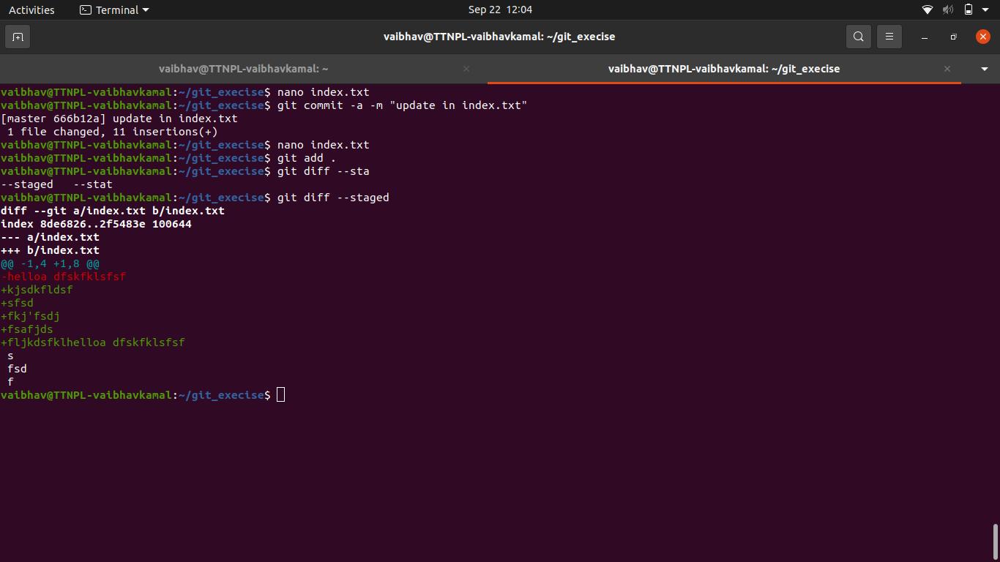 Activities Terminal Sep 22 12:04
vaibhav@TTNPL-vaibhavkamal: ~/git_execise
vaibhav@TTNPL-vaibhavkamal: ~ vaibhav@TTNPL-vaibhavkamal: ~/git_execise
vaibhav@TTNPL-vaibhavkamal:~/git_execise$ nano index.txt
vaibhav@TTNPL-vaibhavkamal:~/git_execise$ git commit -a -m "update in index.txt"
[master 666b12a] update in index.txt
 1 file changed, 11 insertions(+)
vaibhav@TTNPL-vaibhavkamal:~/git_execise$ nano index.txt
vaibhav@TTNPL-vaibhavkamal:~/git_execise$ git add .
vaibhav@TTNPL-vaibhavkamal:~/git_execise$ git diff --sta
--staged   --stat
vaibhav@TTNPL-vaibhavkamal:~/git_execise$ git diff --staged
diff --git a/index.txt b/index.txt
index 8de6826..2f5483e 100644
--- a/index.txt
+++ b/index.txt
@@ -1,4 +1,8 @@
-helloa dfskfklsfsf
+kjsdkfldsf
+sfsd
+fkj'fsdj
+fsafjds
+fljkdsfklhelloa dfskfklsfsf
 s
 fsd
 f
vaibhav@TTNPL-vaibhavkamal:~/git_execise$